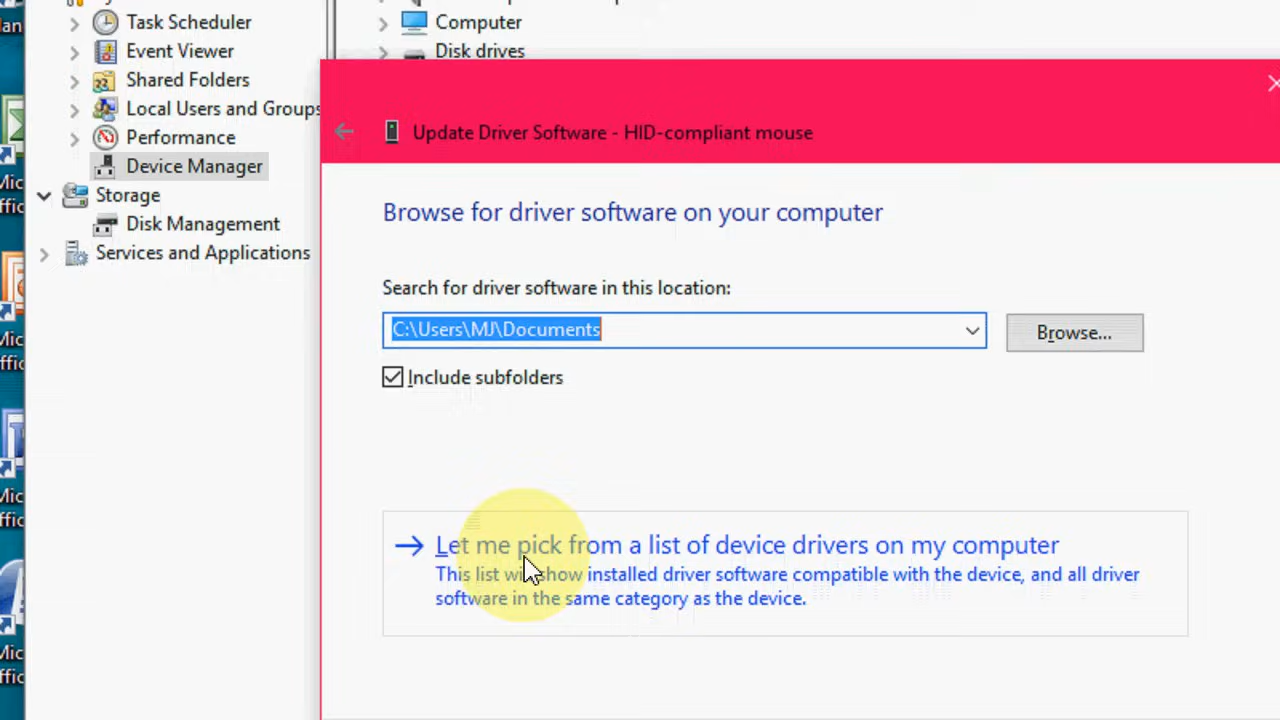 Task Scheduler
Event Viewer
Shared Folders
Local Users and Groups
Performance
Device Manager
Storage
Disk Management
Services and Applications
Computer
Disk drives
Update Driver Software - HID-compliant mouse
Browse for driver software on your computer
Search for driver software in this location:
C:\Users\MJ\Documents
Browse...
Include subfolders
Let me pick from a list of device drivers on my computer
This list will show installed driver software compatible with the device, and all driver
software in the same category as the device.